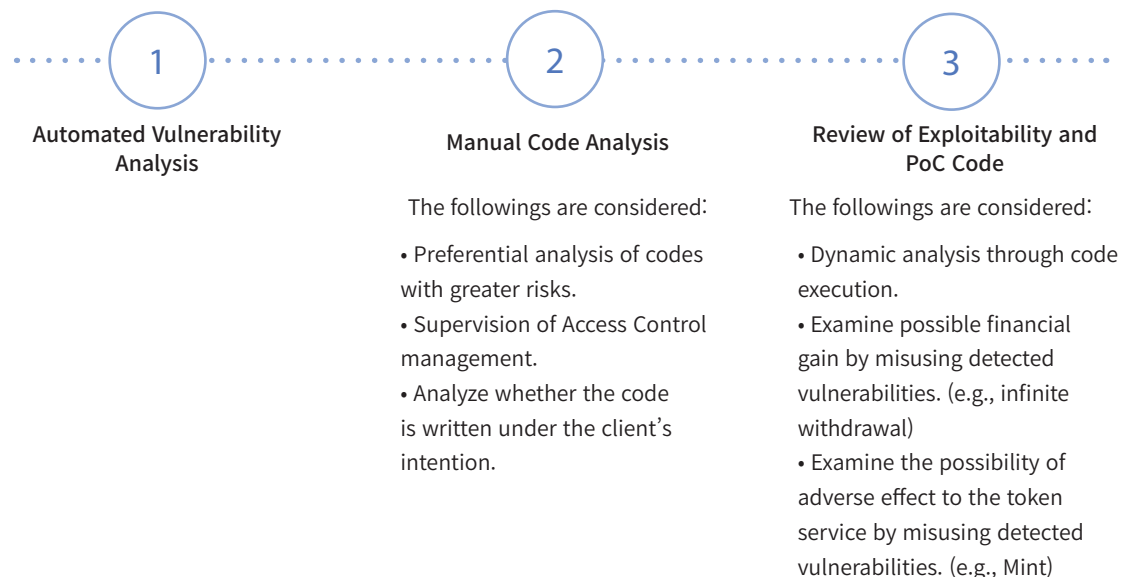 1
Automated Vulnerability
Analysis
2
Manual Code Analysis
The followings are considered:
• Preferential analysis of codes
with greater risks.
• Supervision of Access Control
management.
• Analyze whether the code
is written under the client’s
intention.
3
Review of Exploitability and
PoC Code
The followings are considered:
• Dynamic analysis through code
execution.
• Examine possible financial
gain by misusing detected
vulnerabilities. (e.g., infinite
withdrawal)
• Examine the possibility of
adverse effect to the token
service by misusing detected
vulnerabilities. (e.g., Mint)